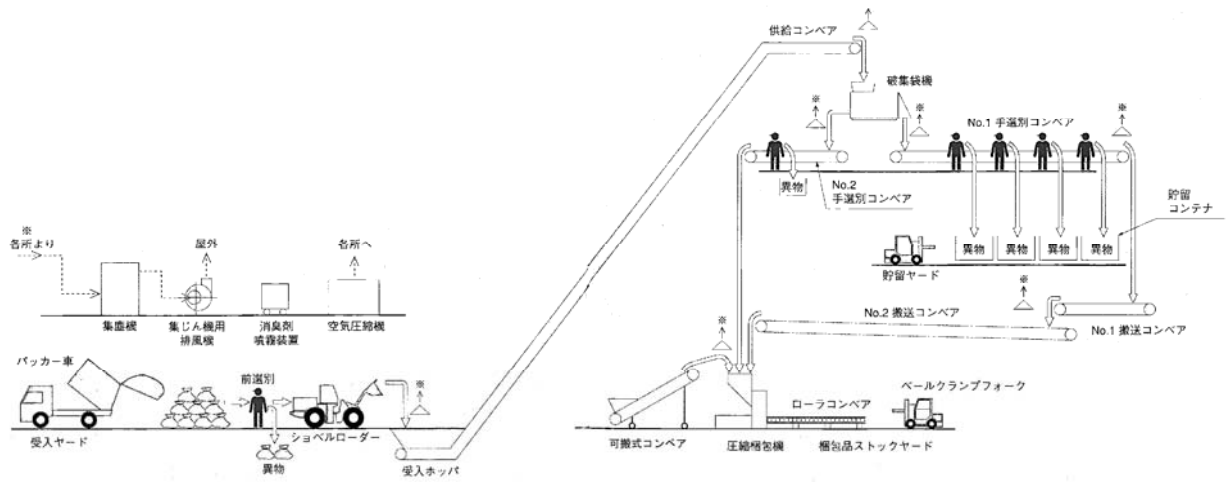 供給コンベア
破集袋機
※
※
※
No.1 手選別コンベア
異物
No.2
手選別コンベア
貯留
コンテナ
異物
異物
異物
異物
貯留ヤード
※
各所より
屋外
各所へ
集塵機
集じん機用
排風機
消臭剤
噴霧装置
空気圧縮機
※
No.2 搬送コンベア
No.1 搬送コンベア
※
パッカー車
前選別
※
ベールクランプフォーク
ローラコンベア
受入ヤード
ショベルローダー
異物
受入ホッパ
可搬式コンベア
圧縮梱包機
梱包品ストックヤード